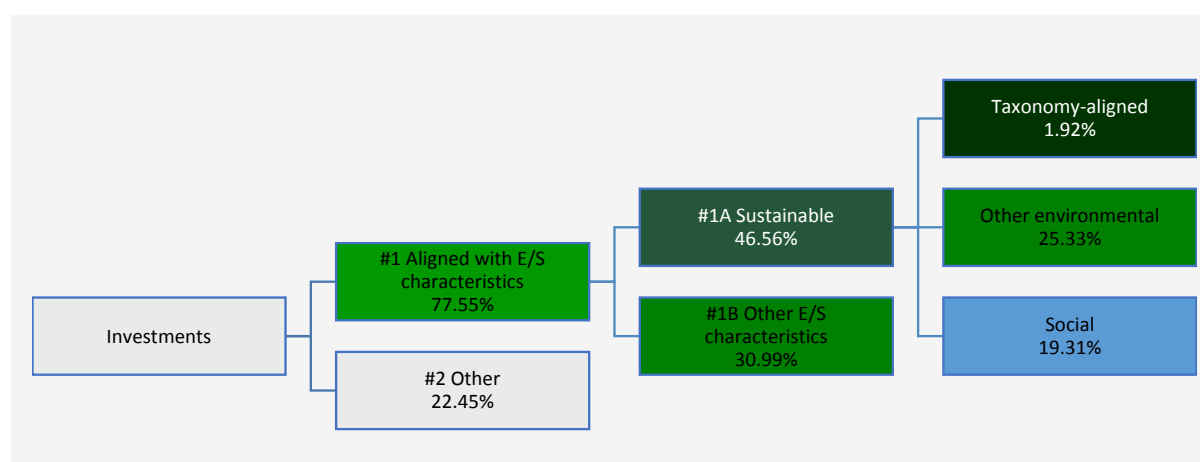 Investments
#1 Aligned with E/S
characteristics
77.55%
#2 Other
22.45%
#1A Sustainable
46.56%
#1B Other E/S
characteristics
30.99%
Taxonomy-aligned
1.92%
Other environmental
25.33%
Social
19.31%